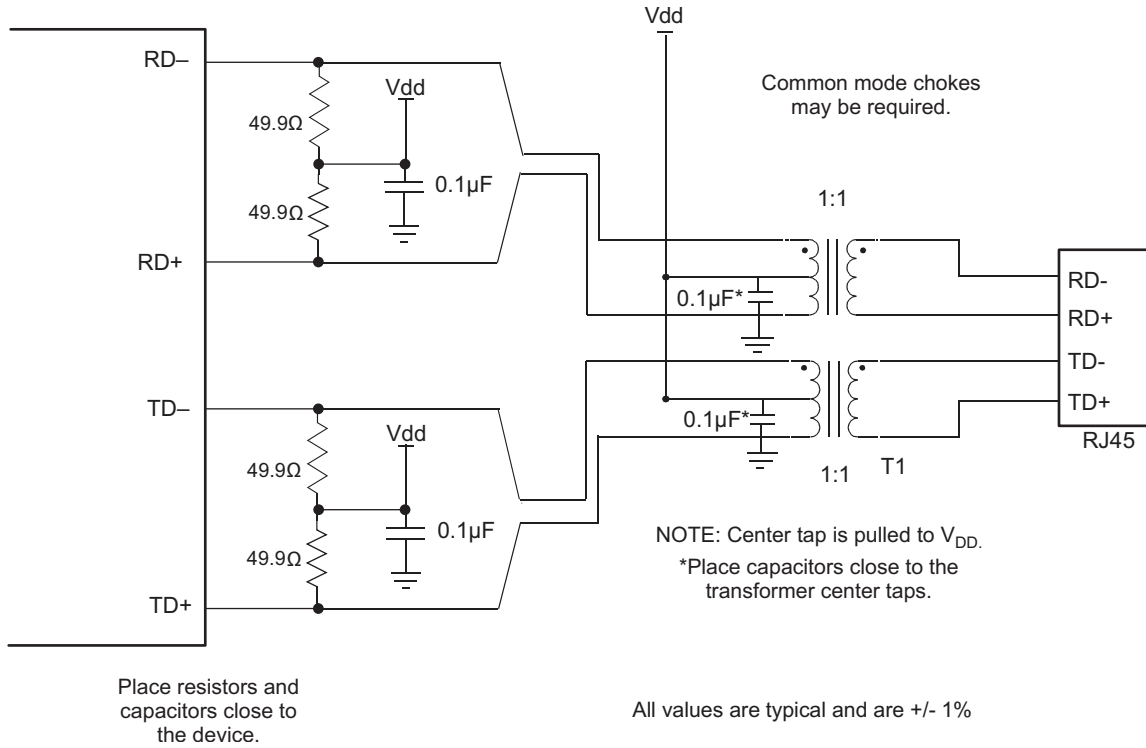 Vdd
RD–
Vdd
Common mode chokes
may be required.
49.9Ω
0.1µF
49.9Ω
1:1
RD+
RD-
0.1µF*
RD+
TD-
TD–
TD+
0.1µF*
Vdd
RJ45
1:1
T1
49.9Ω
0.1µF
NOTE: Center tap is pulled to VDD.
49.9Ω
*Place capacitors close to the
transformer center taps.
TD+
Place resistors and
capacitors close to
the device.
All values are typical and are +/- 1%